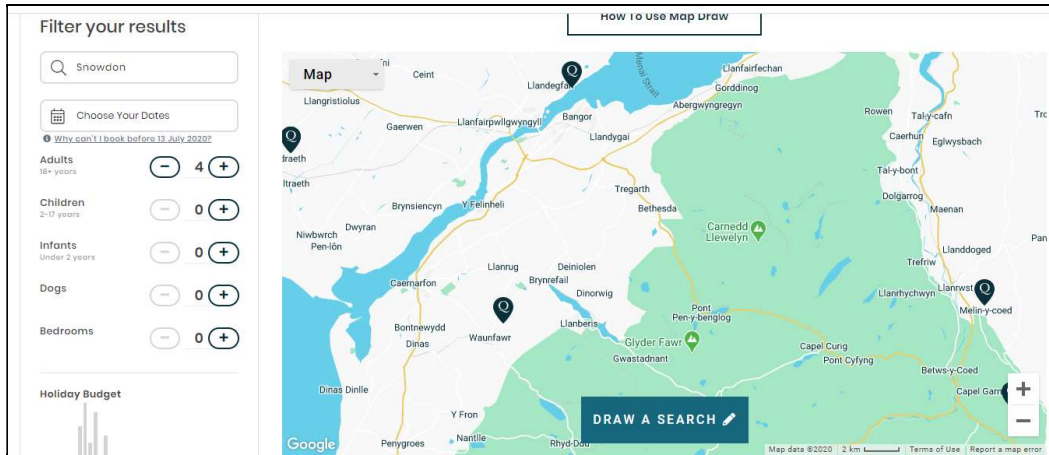 Filter your results
Snowdon
Choose Your Dates
Why can't I book before 13 July 2020?
Adults
18+ years
− 4 +
Children
2-17 years
− 0 +
Infants
Under 2 years
− 0 +
Dogs
− 0 +
Bedrooms
− 0 +
Holiday Budget
How To Use Map Draw
Map
Ceint
Llangristiolus
Gaerwen
Llanfairpwllgwyngyll
Bangor
Llandygai
Menai Strait
Llanfairfechan
Gorddinog
Abergwyngregyn
Rowen
Tal-y-cafn
Caerhun
Eglwysbach
Tal-y-bont
Dolgarrog
Maenan
Tregarth
Bethesda
Brynsiencyn
Y Felinheli
Dwyran
Niwbwrch
Pen-lôn
Carnedd
Llewelyn
Llanddoged
Trefriw
Llanrhychwyn
Llanrwst
Melin-y-coed
Llanrug
Deiniolen
Brynrefail
Dinorwig
Caernarfon
Llanberis
Pont
Pen-y-benglog
Bontnewydd
Dinas
Waunfawr
Glyder Fawr
Gwastadnant
Capel Curig
Pont Cyfyng
Betws-y-Coed
Dinas Dinlle
Y Fron
Nantlle
Penygroes
DRAW A SEARCH
+
−
Google
Map data ©2020
2 km
Terms of Use
Report a map error